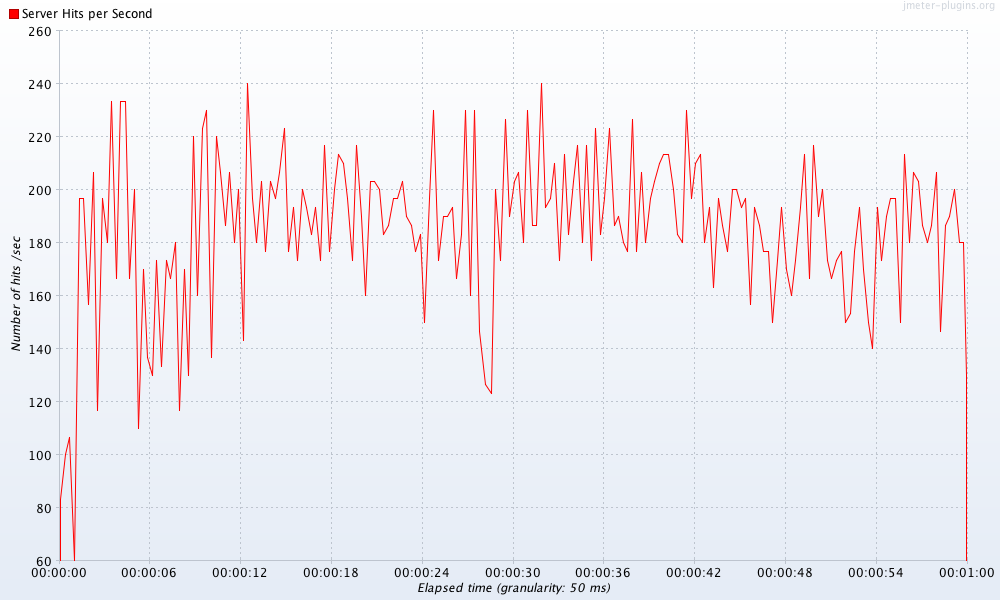 Server Hits per Second
jmeter-plugins.org
260
240
220
200
180
160
140
120
100
80
60
Number of hits /sec
00:00:00 00:00:06 00:00:12 00:00:18 00:00:24 00:00:30 00:00:36 00:00:42 00:00:48 00:00:54 00:01:00
Elapsed time (granularity: 50 ms)